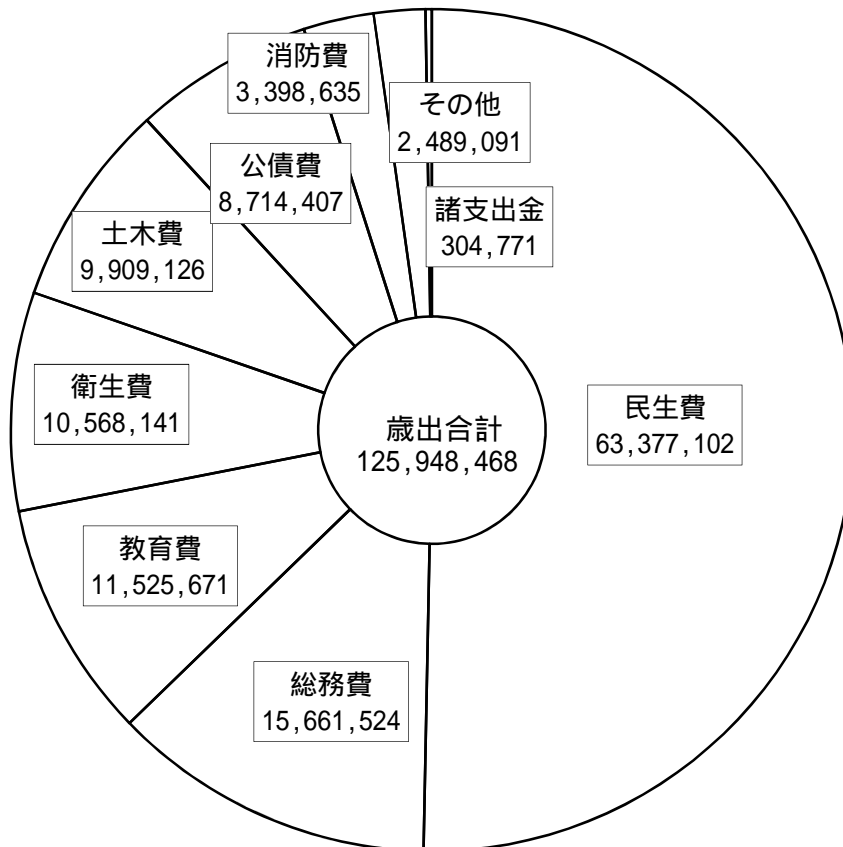 消防費
3,398,635
その他
2,489,091
公債費
8,714,407
諸支出金
304,771
土木費
9,909,126
衛生費
10,568,141
歳出合計
125,948,468
民生費
63,377,102
教育費
11,525,671
総務費
15,661,524